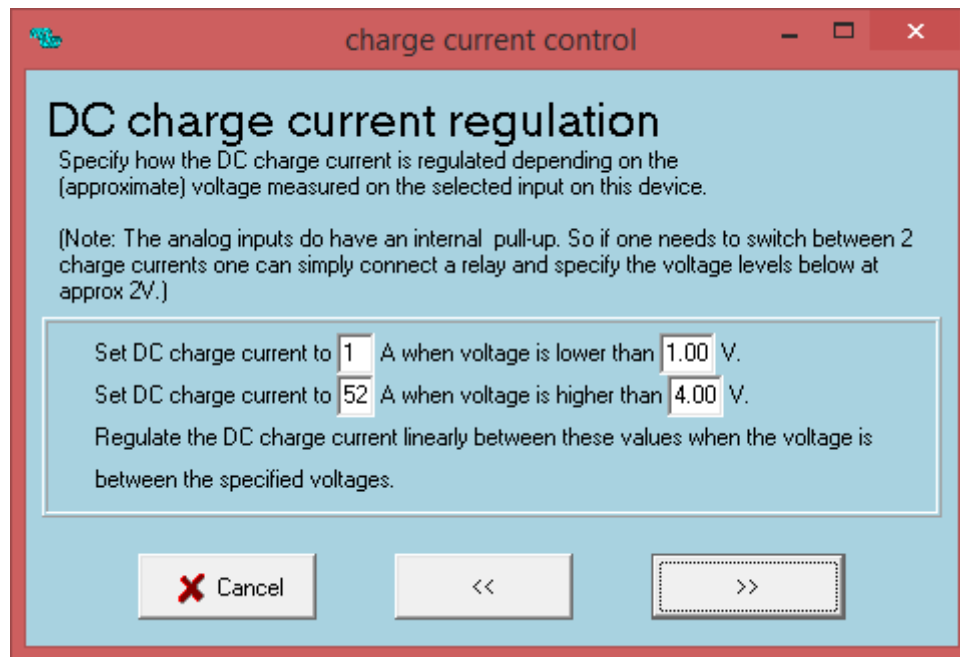 charge current control
DC charge current regulation
Specify how the DC charge current is regulated depending on the
(approximate) voltage measured on the selected input on this device.
(Note: The analog inputs do have an internal pull-up. So if one needs to switch between 2
charge currents one can simply connect a relay and specify the voltage levels below at
approx 2V.)
Set DC charge current to 1 A when voltage is lower than 1.00 V.
Set DC charge current to 52 A when voltage is higher than 4.00 V.
Regulate the DC charge current linearly between these values when the voltage is
between the specified voltages.
Cancel << >>